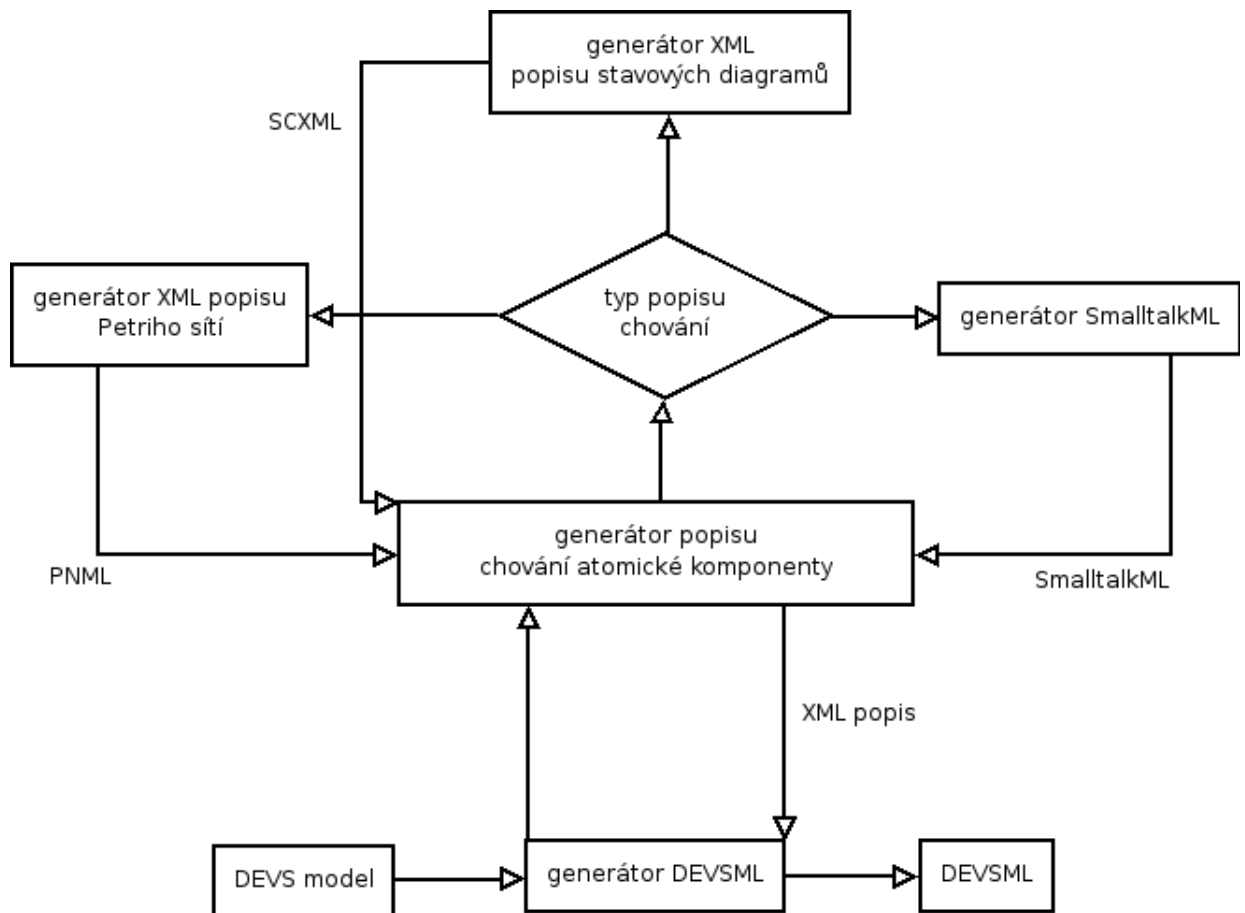 generátor XML
popisu stavových diagramů
SCXML
generátor XML popisu
Petriho sítí
typ popisu
chování
generátor SmalltalkML
generátor popisu
chování atomické komponenty
PNML
SmalltalkML
XML popis
DEVS model
generátor DEVSML
DEVSML